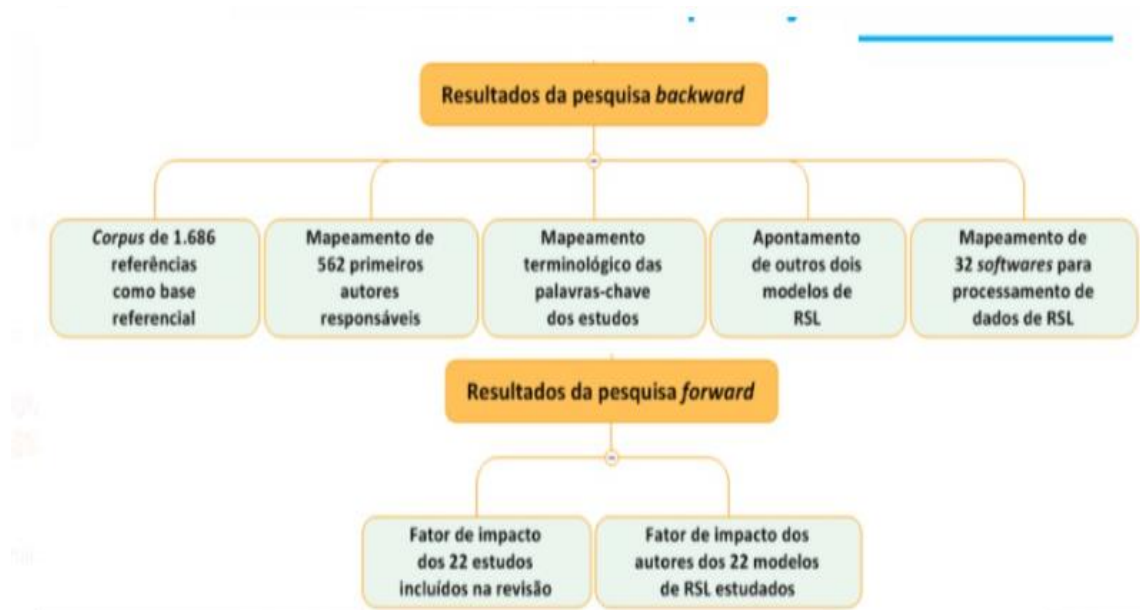 Resultados da pesquisa backward
Corpus de 1.686
referências
como base
referencial
Mapeamento de
562 primeiros
autores
responsáveis
Mapeamento
terminológico das
palavras-chave
dos estudos
Apontamento
de outros dois
modelos de
RSL
Mapeamento de
32 softwares para
processamento de
dados de RSL
Resultados da pesquisa forward
Fator de impacto
dos 22 estudos
incluídos na revisão
Fator de impacto dos
autores dos 22 modelos
de RSL estudados